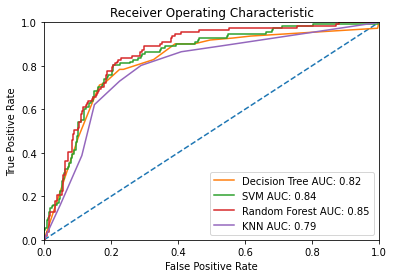 Receiver Operating Characteristic
True Positive Rate
1.0
0.8
0.6
0.4
0.2
0.0
Decision Tree AUC: 0.82
SVM AUC: 0.84
Random Forest AUC: 0.85
KNN AUC: 0.79
0.0 0.2 0.4 0.6 0.8 1.0
False Positive Rate